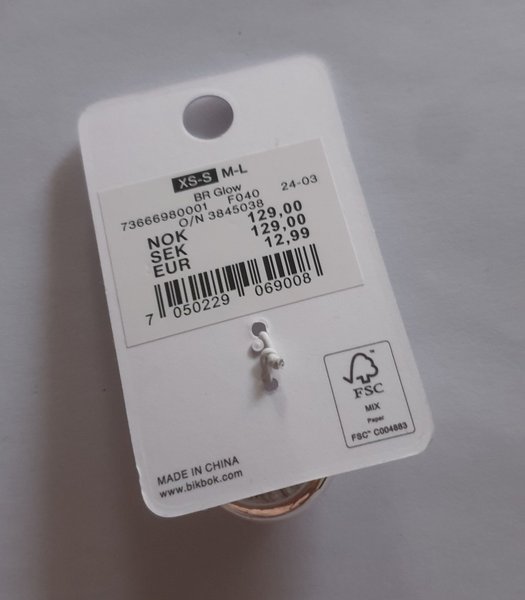 XS-S M-L
BR Glow
73666980001 F040 24-03
O/N 3845038
NOK 129,00
SEK 129,00
EUR 12,99
7 050229 069008
FSC
MIX
Paper
FSC™ C004883
MADE IN CHINA
www.bikbok.com